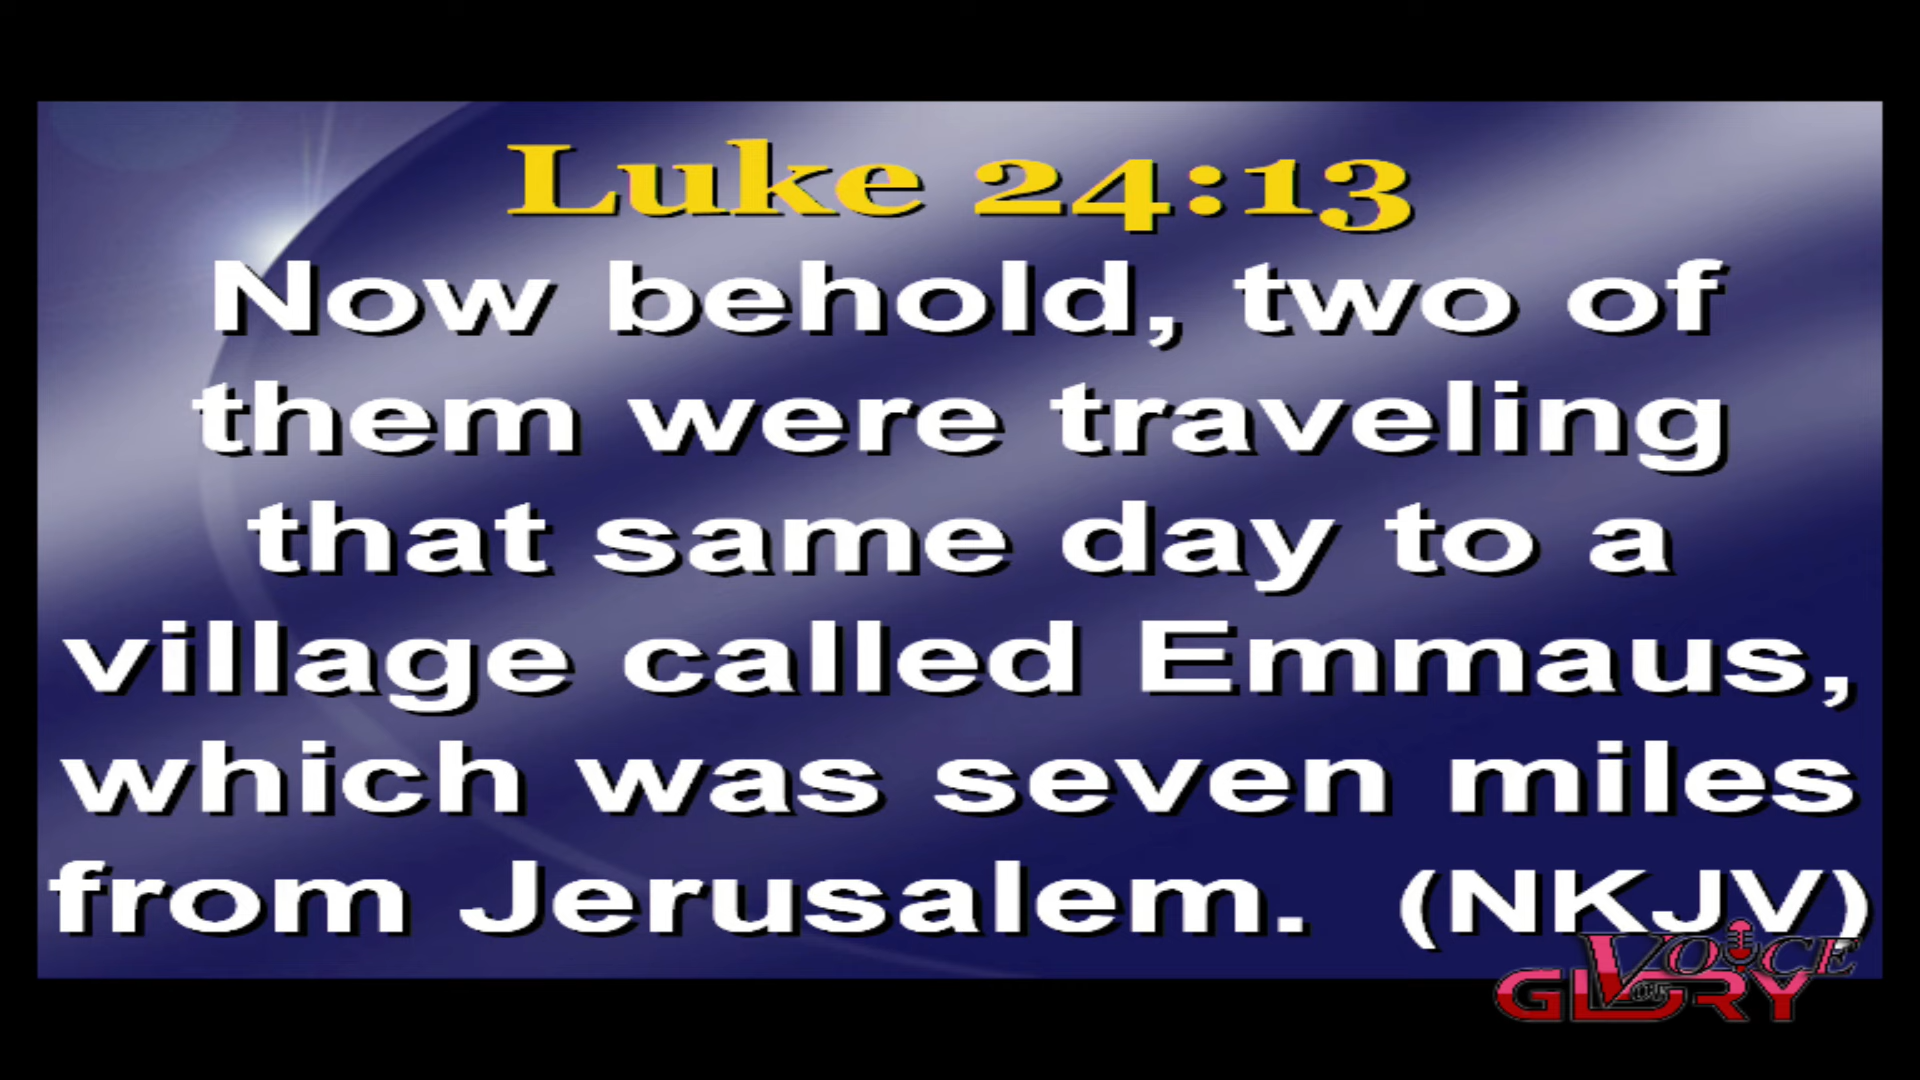 Luke 24:13
Now behold, two of
them were traveling
that same day to a
village called Emmaus,
which was seven miles
from Jerusalem. (NKJV)
VOICE
OF
GLORY